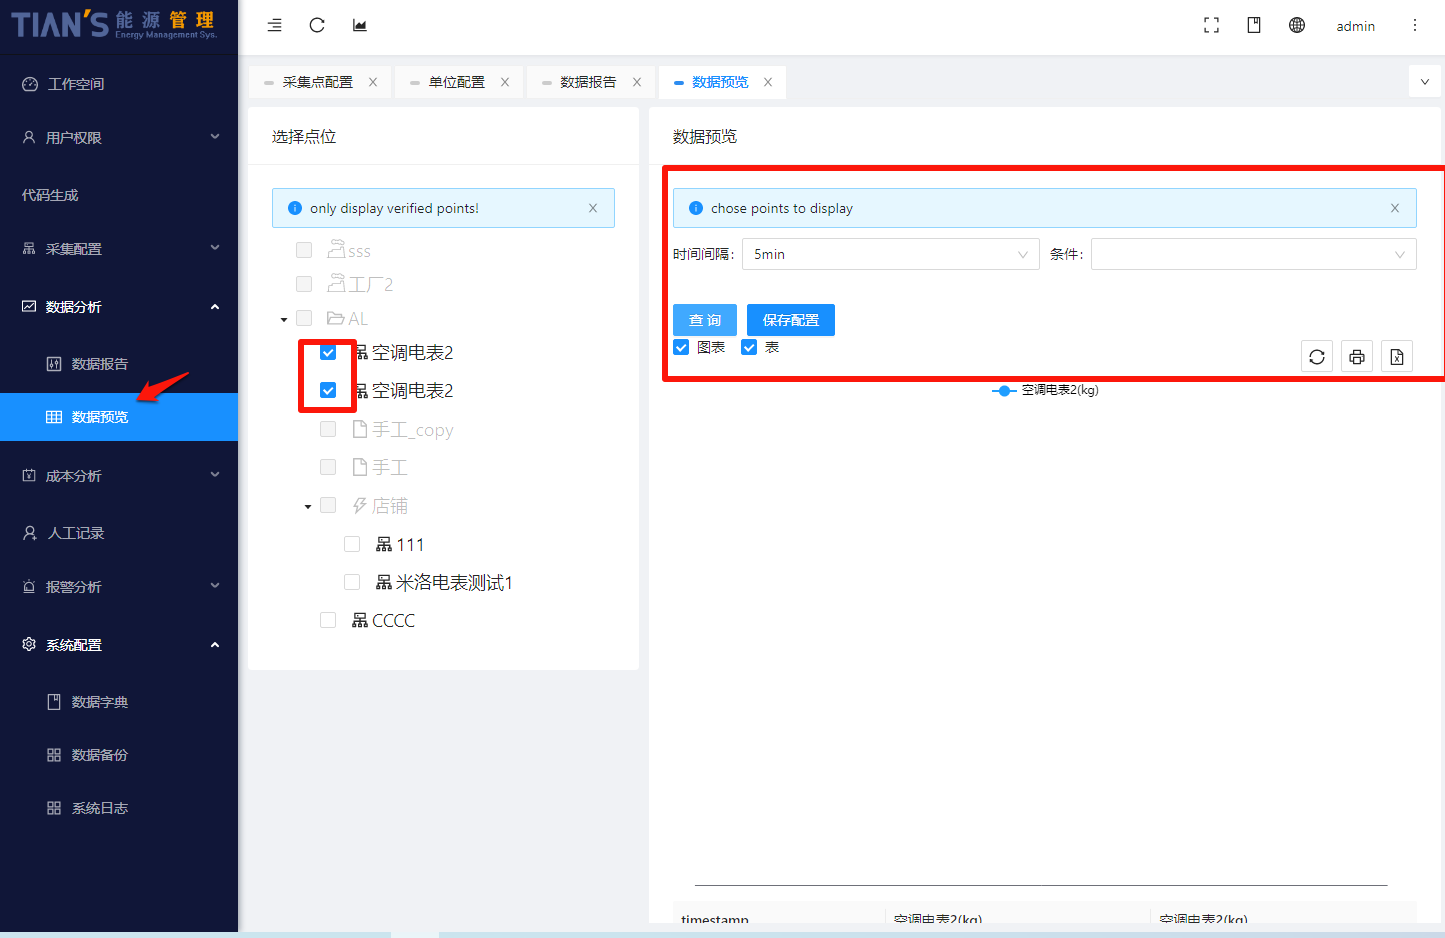 TIAN'S 能源管理
Energy Management Sys.
admin
工作空间
用户权限
代码生成
采集配置
数据分析
数据报告
数据预览
成本分析
人工记录
报警分析
系统配置
数据字典
数据备份
系统日志
采集点配置
单位配置
数据报告
数据预览
选择点位
only display verified points!
sss
工厂2
AL
空调电表2
空调电表2
手工_copy
手工
店铺
111
米洛电表测试1
CCCC
数据预览
chose points to display
时间间隔: 5min 条件:
查 询 保存配置
图表 表
空调电表2(kg)
timestamp 空调电表2(kg) 空调电表2(kg)